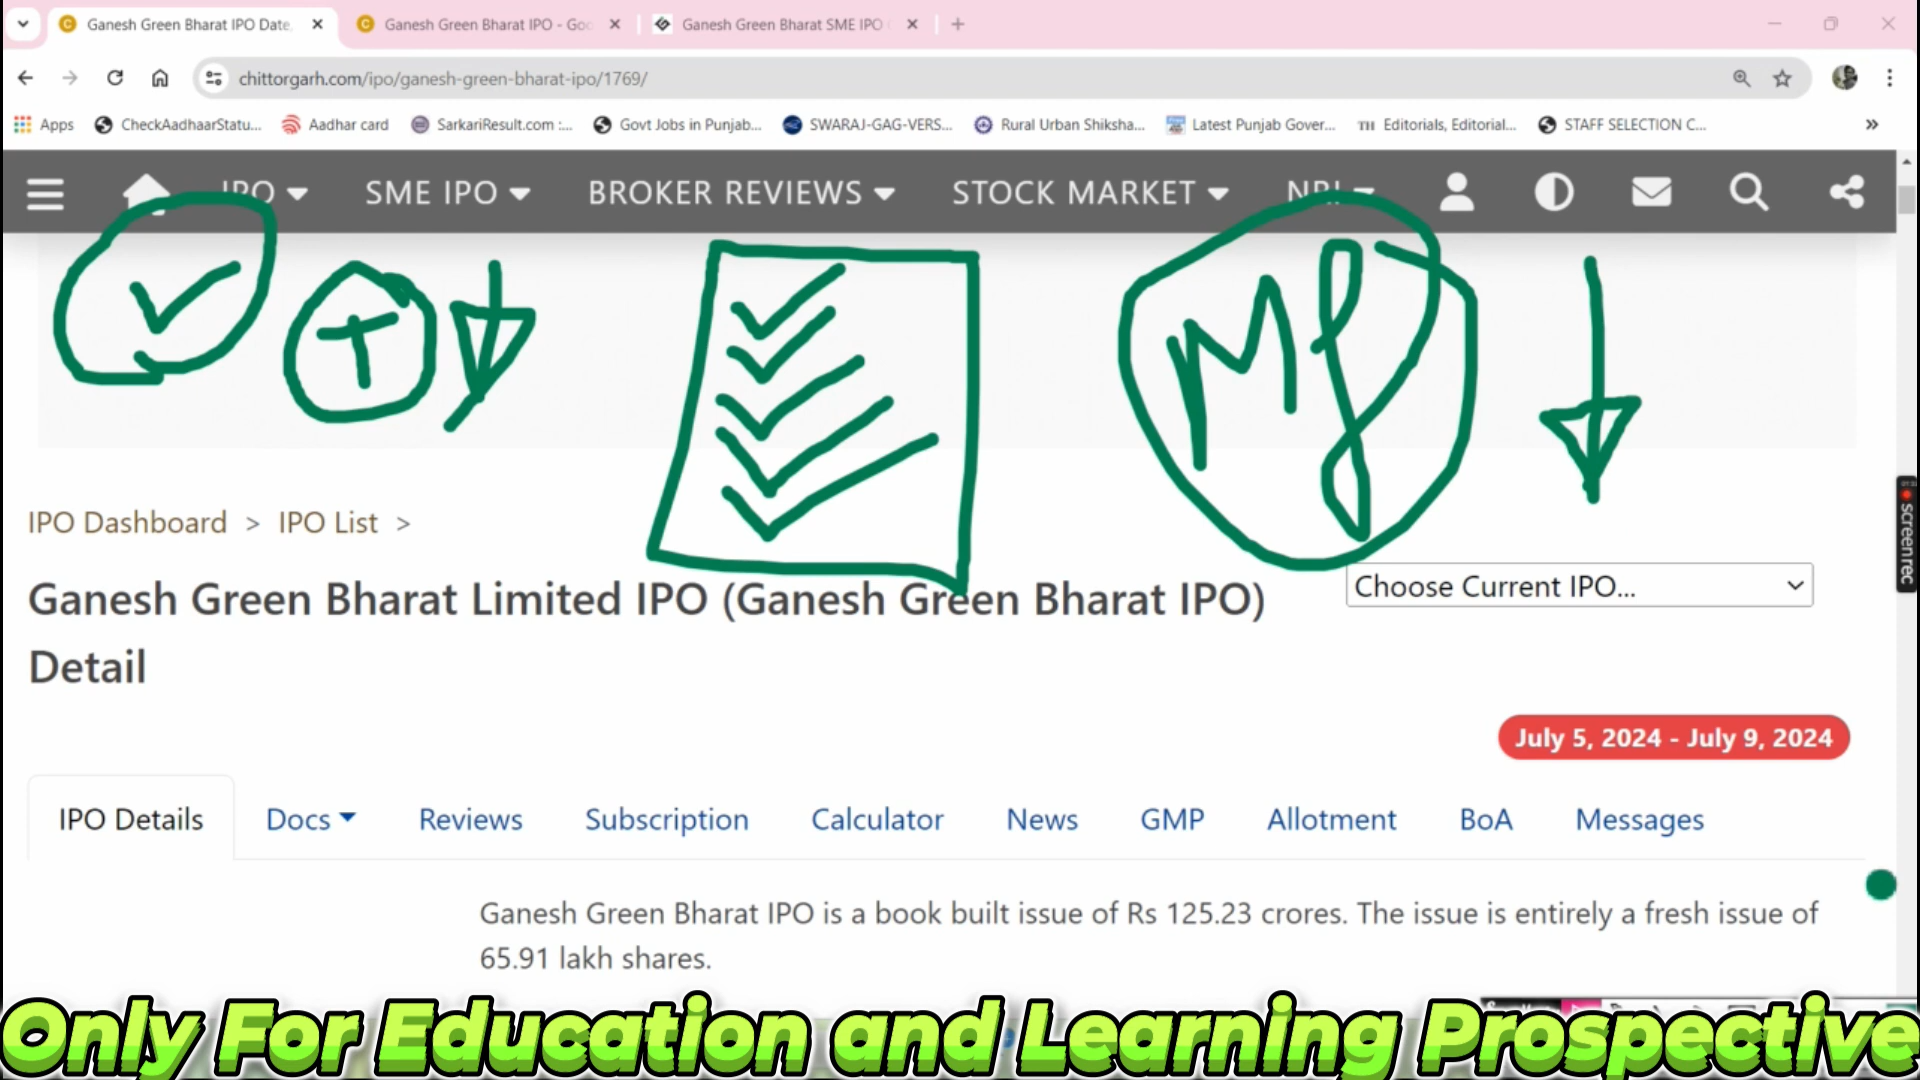 Ganesh Green Bharat IPO Date,
Ganesh Green Bharat IPO - Goo
Ganesh Green Bharat SME IPO
chittorgarh.com/ipo/ganesh-green-bharat-ipo/1769/
Apps
CheckAadhaarStatu...
Aadhar card
SarkariResult.com :...
Govt Jobs in Punjab...
SWARAJ-GAG-VERS...
Rural Urban Shiksha...
Latest Punjab Gover...
TH Editorials, Editorial...
STAFF SELECTION C...
IPO
SME IPO
BROKER REVIEWS
STOCK MARKET
NRI
T
IPO Dashboard > IPO List >
Ganesh Green Bharat Limited IPO (Ganesh Green Bharat IPO)
Detail
Choose Current IPO...
July 5, 2024 - July 9, 2024
IPO Details
Docs
Reviews
Subscription
Calculator
News
GMP
Allotment
BoA
Messages
Ganesh Green Bharat IPO is a book built issue of Rs 125.23 crores. The issue is entirely a fresh issue of
65.91 lakh shares.
screenrec
Only For Education and Learning Prospective